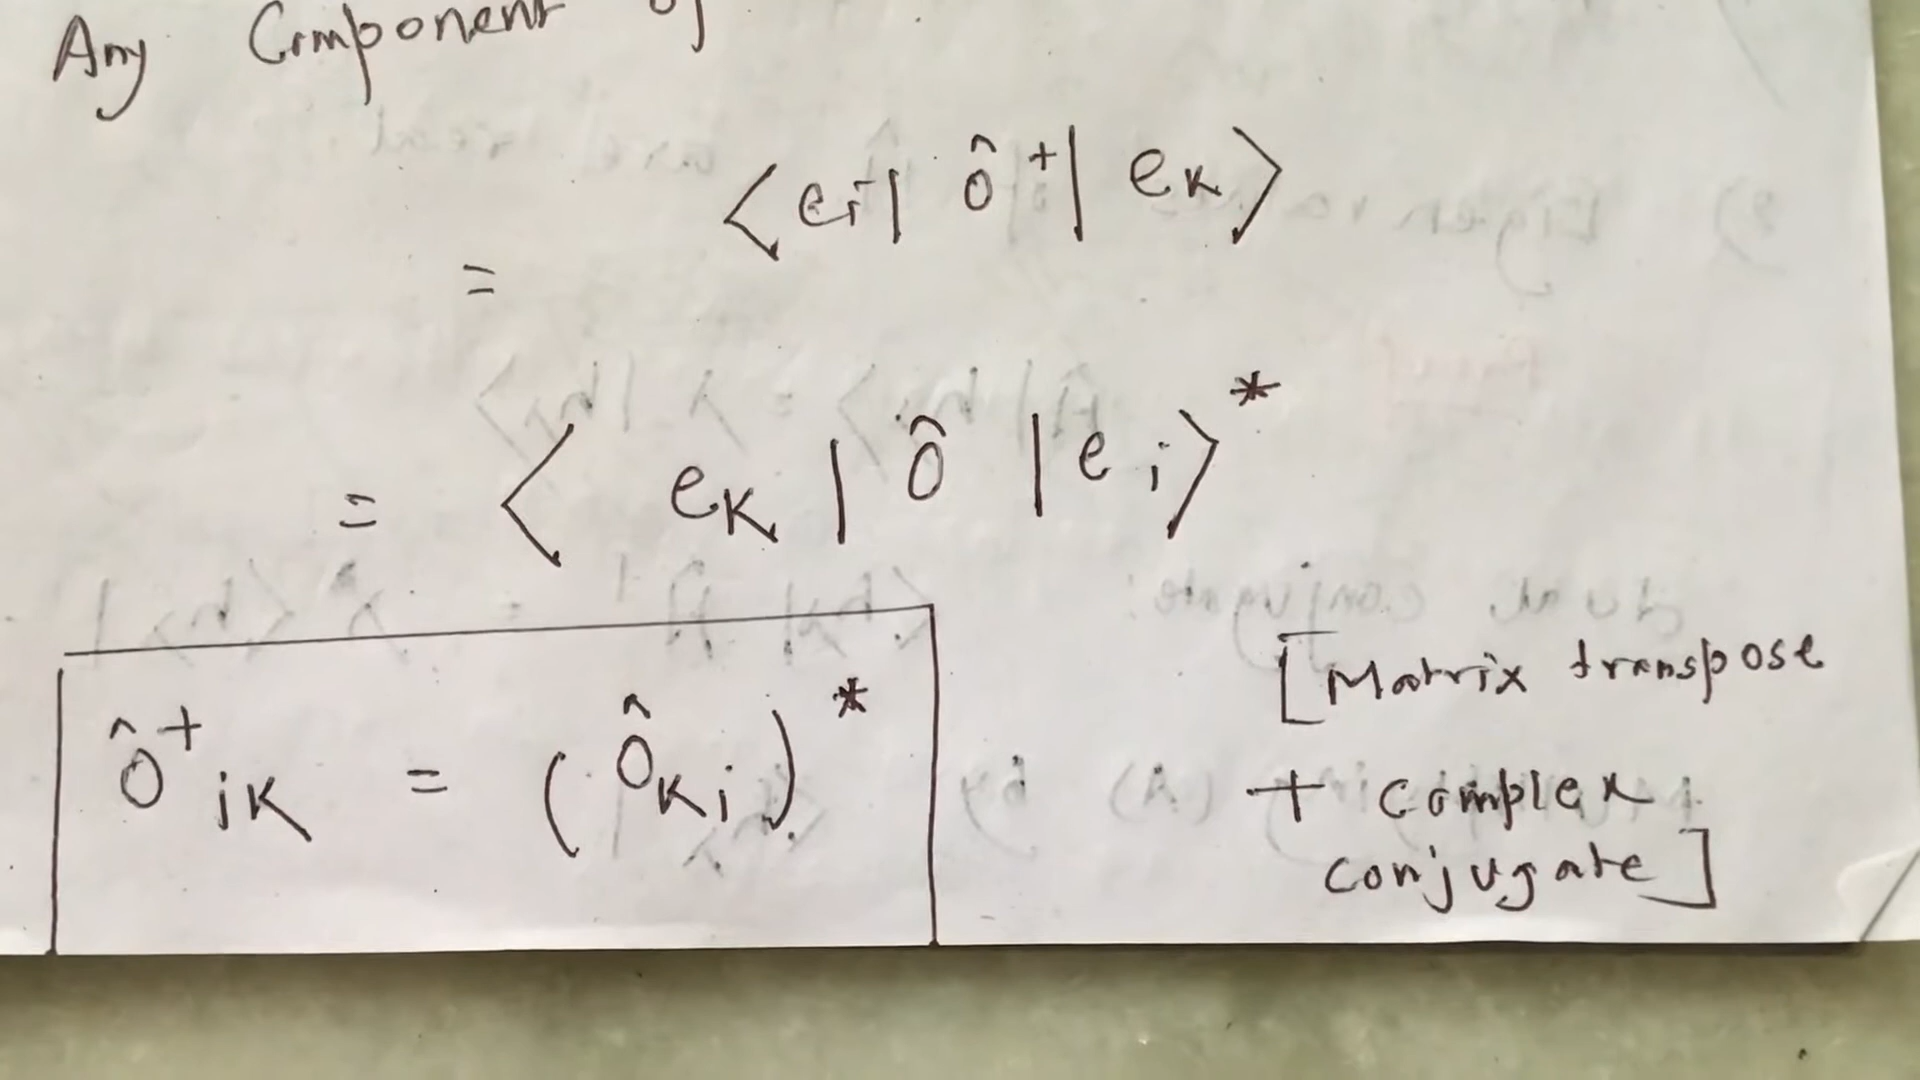 Any Component of
⟨eᵢ| ô⁺| eₖ⟩
=
= ⟨ eₖ | ô | eᵢ⟩*
ô⁺ᵢₖ = (ôₖᵢ)*
[Matrix transpose
+ complex
conjugate]